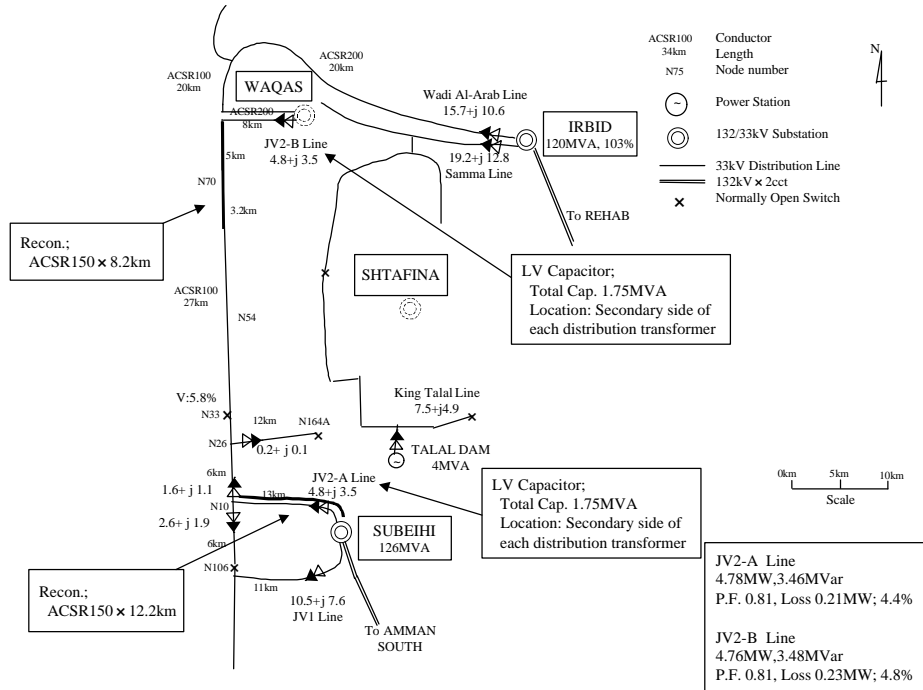 ACSR100
34km
Conductor
Length
N75
Node number
Power Station
132/33kV Substation
33kV Distribution Line
132kV × 2cct
Normally Open Switch
N
ACSR100
20km
ACSR200
20km
WAQAS
ACSR200
8km
Wadi Al-Arab Line
15.7+j 10.6
IRBID
120MVA, 103%
JV2-B Line
4.8+j 3.5
19.2+j 12.8
Samma Line
5km
N70
3.2km
To REHAB
Recon.;
ACSR150 × 8.2km
LV Capacitor;
Total Cap. 1.75MVA
Location: Secondary side of
each distribution transformer
SHTAFINA
ACSR100
27km
N54
V:5.8%
N33
12km
N164A
N26
0.2+ j 0.1
King Talal Line
7.5+j4.9
TALAL DAM
4MVA
6km
1.6+ j 1.1
13km
JV2-A Line
4.8+j 3.5
N10
2.6+ j 1.9
6km
SUBEIHI
126MVA
N106
11km
10.5+j 7.6
JV1 Line
To AMMAN
SOUTH
Recon.;
ACSR150 × 12.2km
LV Capacitor;
Total Cap. 1.75MVA
Location: Secondary side of
each distribution transformer
0km
5km
10km
Scale
JV2-A Line
4.78MW,3.46MVar
P.F. 0.81, Loss 0.21MW; 4.4%
JV2-B Line
4.76MW,3.48MVar
P.F. 0.81, Loss 0.23MW; 4.8%